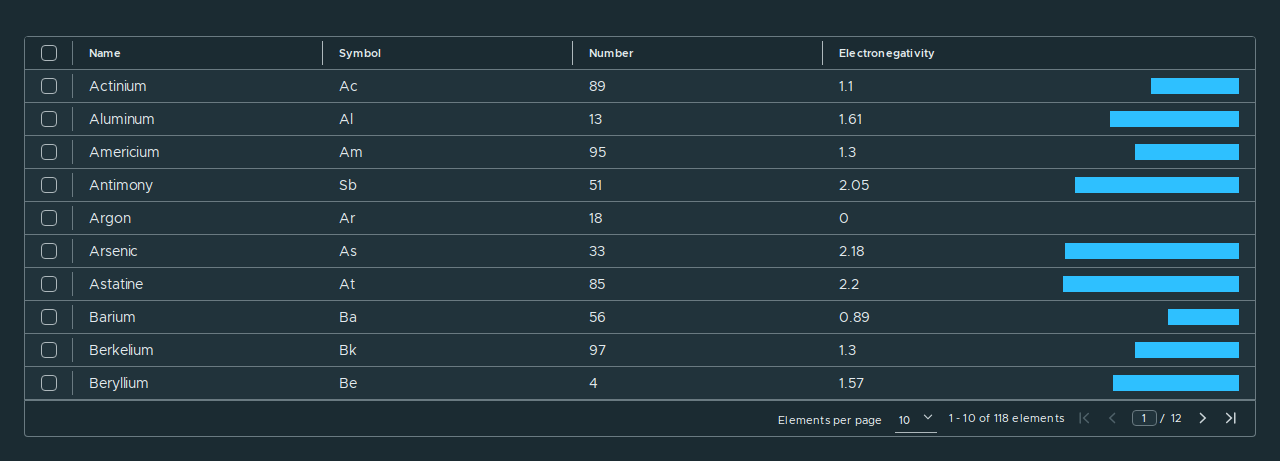 Name Symbol Number Electronegativity
Actinium Ac 89 1.1
Aluminum Al 13 1.61
Americium Am 95 1.3
Antimony Sb 51 2.05
Argon Ar 18 0
Arsenic As 33 2.18
Astatine At 85 2.2
Barium Ba 56 0.89
Berkelium Bk 97 1.3
Beryllium Be 4 1.57
Elements per page 10 1 - 10 of 118 elements 1 / 12